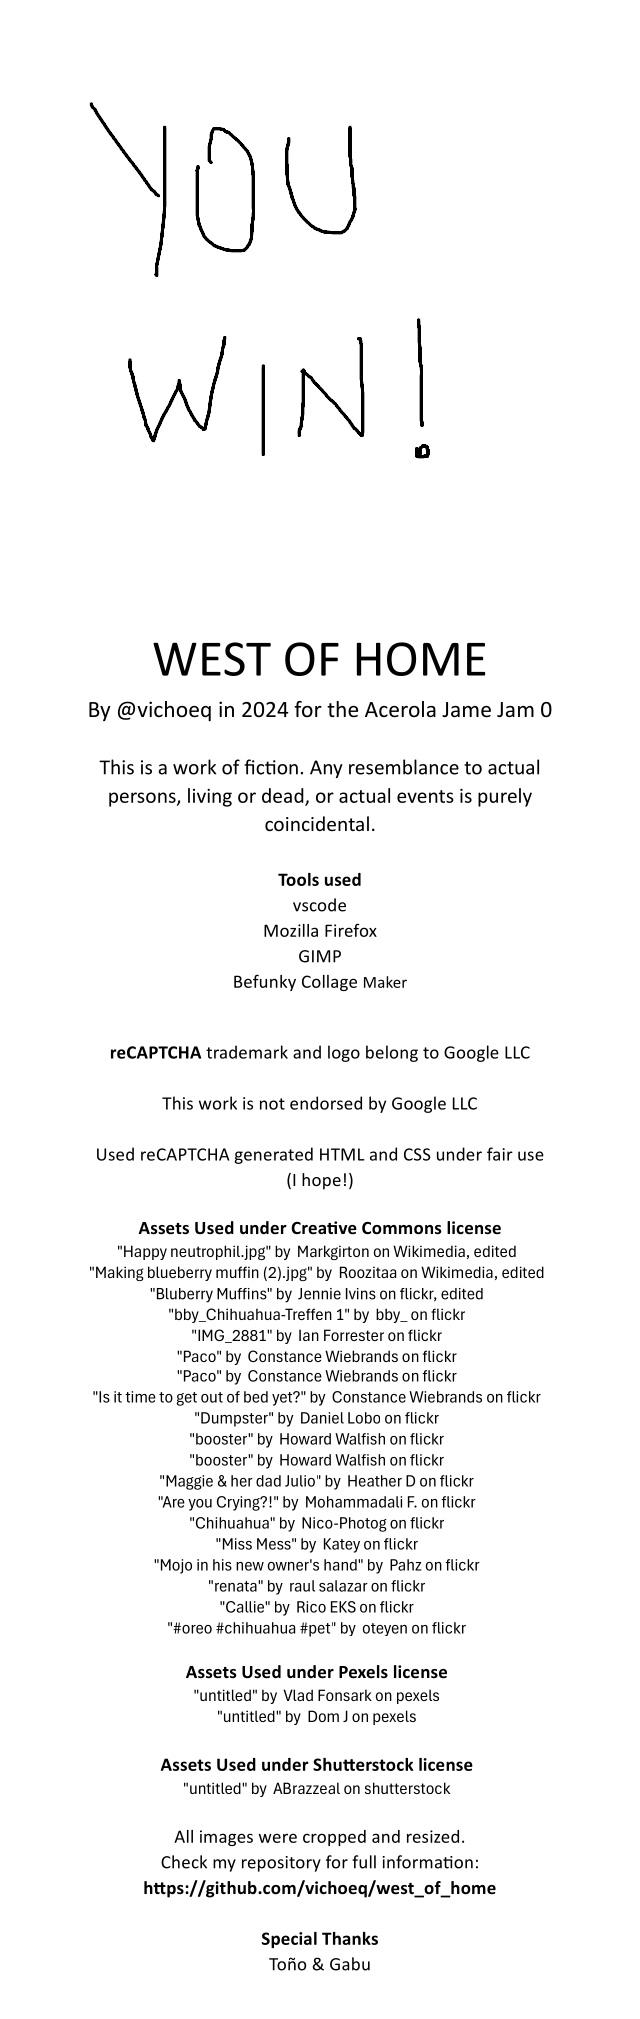 YOU
WIN!
WEST OF HOME
By @vichoeq in 2024 for the Acerola Jame Jam 0
This is a work of fiction. Any resemblance to actual
persons, living or dead, or actual events is purely
coincidental.
Tools used
vscode
Mozilla Firefox
GIMP
Befunky Collage Maker
reCAPTCHA trademark and logo belong to Google LLC
This work is not endorsed by Google LLC
Used reCAPTCHA generated HTML and CSS under fair use
(I hope!)
Assets Used under Creative Commons license
"Happy neutrophil.jpg" by Markgirton on Wikimedia, edited
"Making blueberry muffin (2).jpg" by Roozitaa on Wikimedia, edited
"Bluberry Muffins" by Jennie Ivins on flickr, edited
"bby_Chihuahua-Treffen 1" by bby_ on flickr
"IMG_2881" by Ian Forrester on flickr
"Paco" by Constance Wiebrands on flickr
"Paco" by Constance Wiebrands on flickr
"Is it time to get out of bed yet?" by Constance Wiebrands on flickr
"Dumpster" by Daniel Lobo on flickr
"booster" by Howard Walfish on flickr
"booster" by Howard Walfish on flickr
"Maggie & her dad Julio" by Heather D on flickr
"Are you Crying?!" by Mohammadali F. on flickr
"Chihuahua" by Nico-Photog on flickr
"Miss Mess" by Katey on flickr
"Mojo in his new owner's hand" by Pahz on flickr
"renata" by raul salazar on flickr
"Callie" by Rico EKS on flickr
"#oreo #chihuahua #pet" by oteyen on flickr
Assets Used under Pexels license
"untitled" by Vlad Fonsark on pexels
"untitled" by Dom J on pexels
Assets Used under Shutterstock license
"untitled" by ABrazzeal on shutterstock
All images were cropped and resized.
Check my repository for full information:
https://github.com/vichoeq/west_of_home
Special Thanks
Toño & Gabu